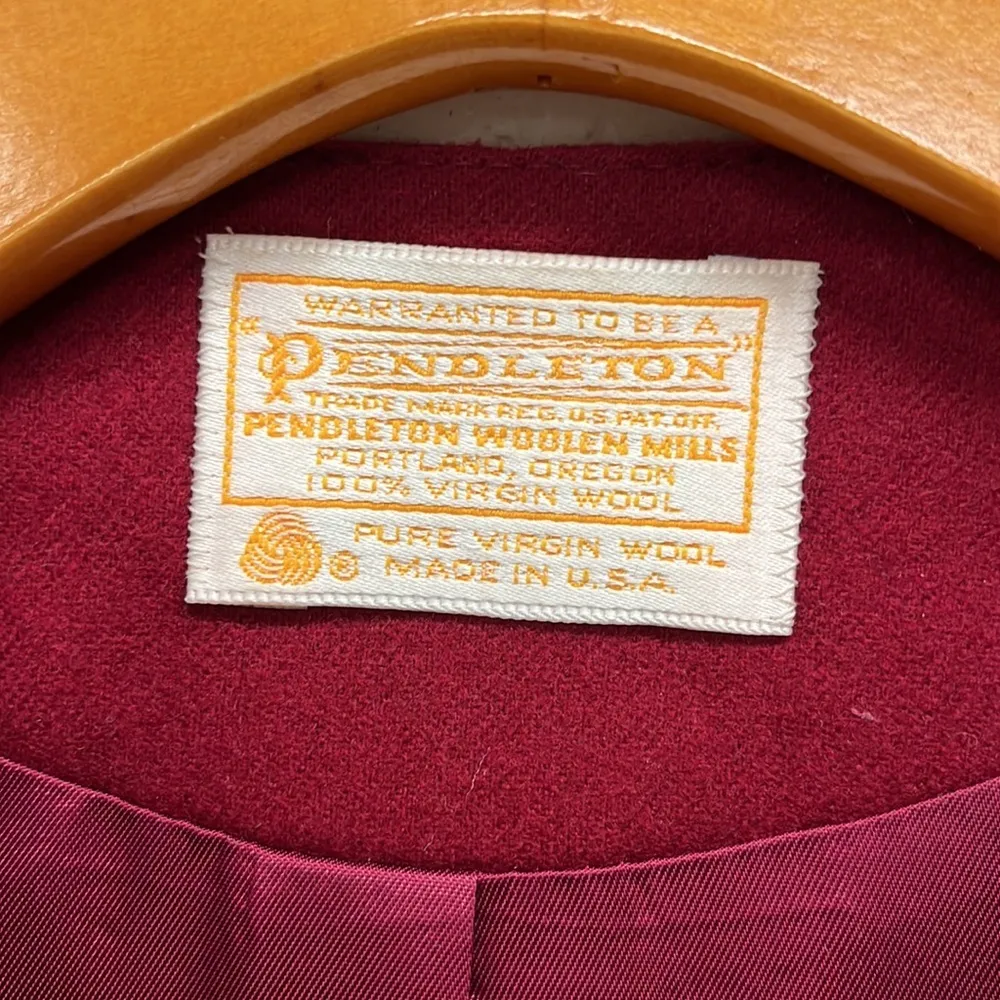 WARRANTED TO BE A
"PENDLETON"
TRADE MARK REG. U.S. PAT. OFF.
PENDLETON WOOLEN MILLS
PORTLAND, OREGON
100% VIRGIN WOOL
® PURE VIRGIN WOOL
MADE IN U.S.A.